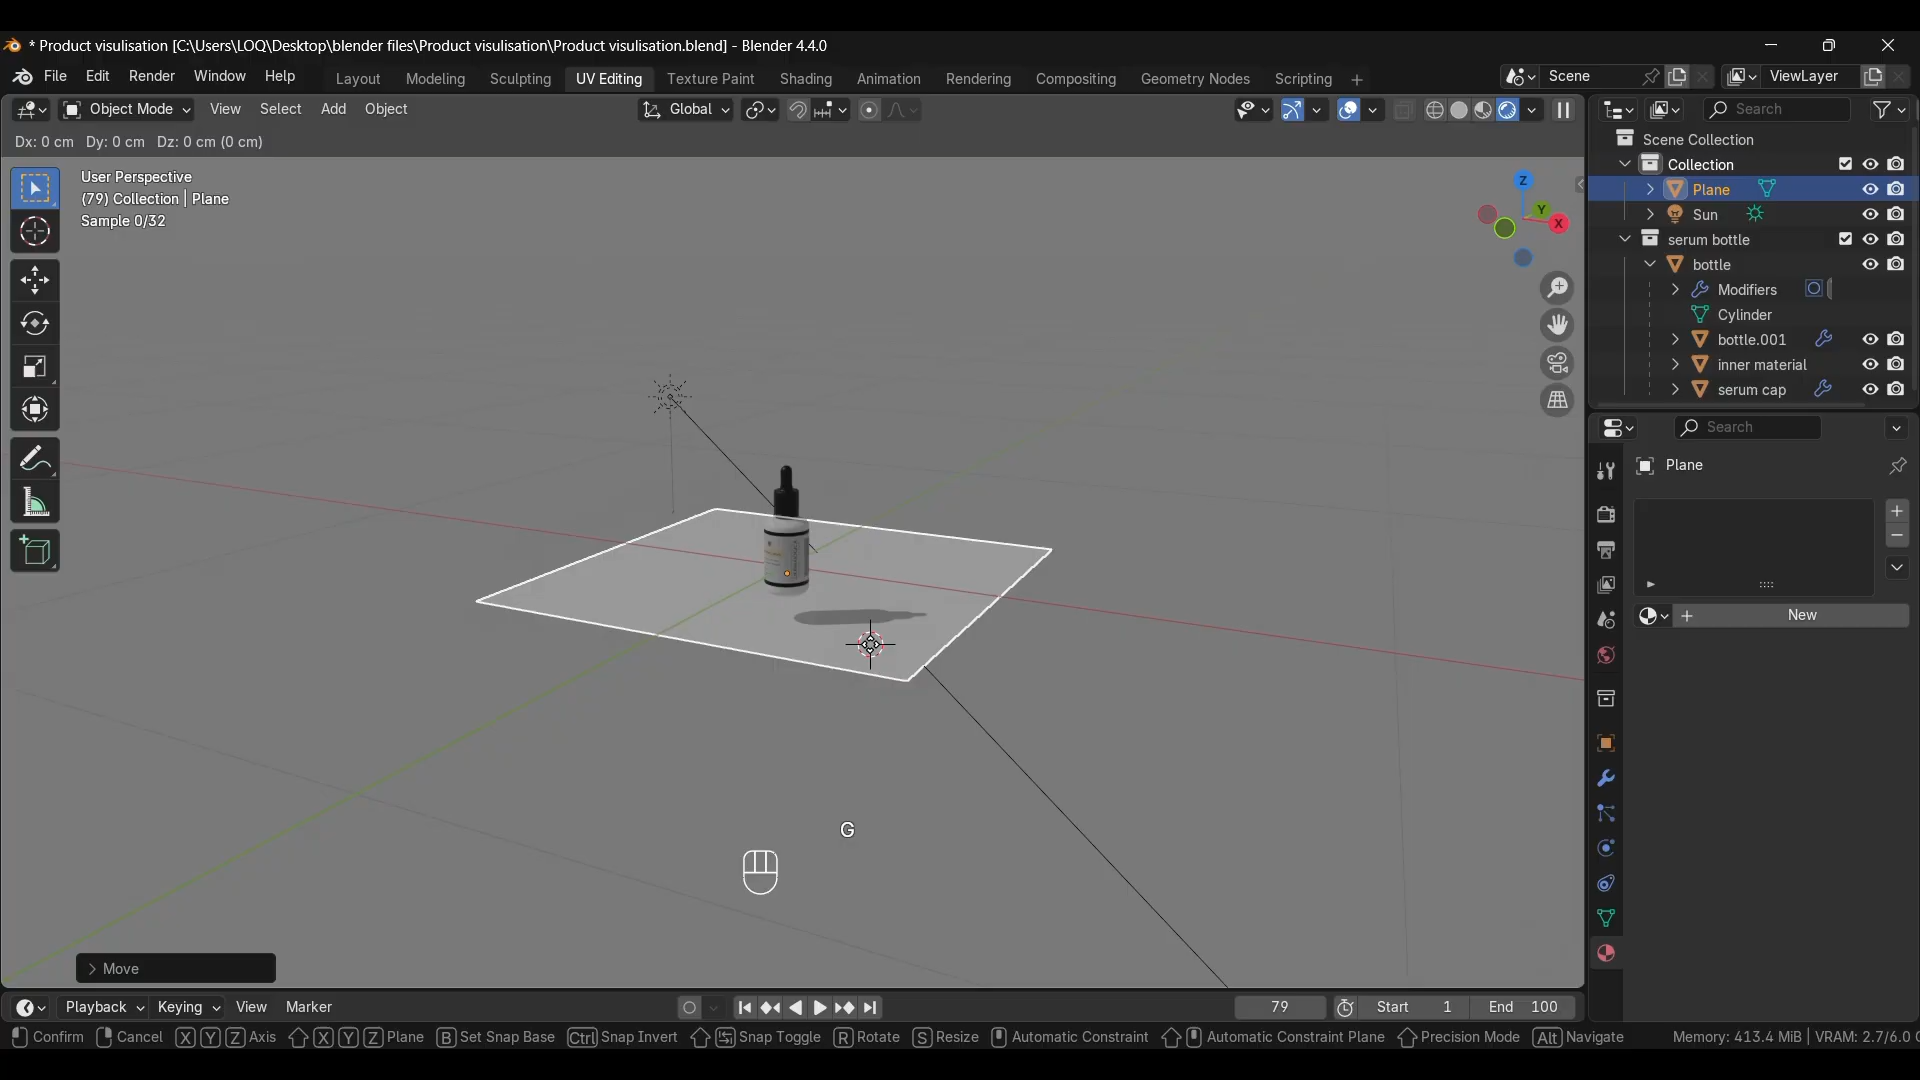 * Product visulisation [C:\Users\LOQ\Desktop\blender files\Product visulisation\Product visulisation.blend] - Blender 4.4.0
File Edit Render Window Help Layout Modeling Sculpting UV Editing Texture Paint Shading Animation Rendering Compositing Geometry Nodes Scripting + Scene ViewLayer
Object Mode View Select Add Object Global Search
Dx: 0 cm Dy: 0 cm Dz: 0 cm (0 cm)
User Perspective
(79) Collection | Plane
Sample 0/32
Z
Y
X
Scene Collection
Collection
Plane
Sun
serum bottle
bottle
Modifiers
Cylinder
bottle.001
inner material
serum cap
Search
Plane
New
G
Move
Playback Keying View Marker 79 Start 1 End 100
Confirm Cancel X Y Z Axis X Y Z Plane B Set Snap Base Ctrl Snap Invert Snap Toggle R Rotate S Resize Automatic Constraint Automatic Constraint Plane Precision Mode Alt Navigate Memory: 413.4 MiB | VRAM: 2.7/6.0